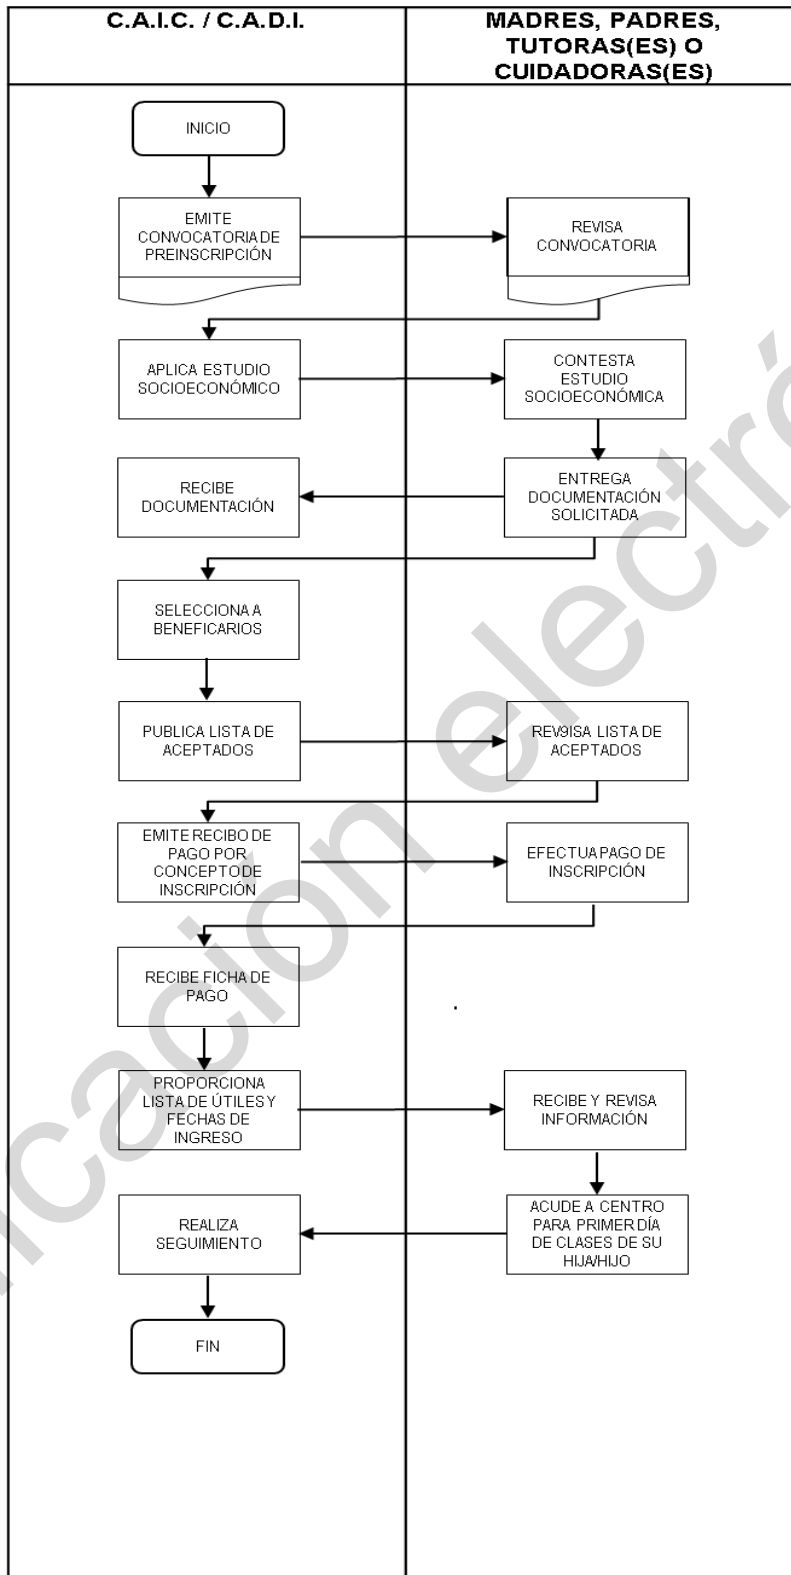 C.A.I.C. / C.A.D.I.
MADRES, PADRES,
TUTORAS(ES) O
CUIDADORAS(ES)
INICIO
EMITE
CONVOCATORIA DE
PREINSCRIPCIÓN
REVISA
CONVOCATORIA
APLICA ESTUDIO
SOCIOECONÓMICO
CONTESTA
ESTUDIO
SOCIOECONÓMICA
RECIBE
DOCUMENTACIÓN
ENTREGA
DOCUMENTACIÓN
SOLICITADA
SELECCIONA A
BENEFICARIOS
PUBLICA LISTA DE
ACEPTADOS
REV9ISA LISTA DE
ACEPTADOS
EMITE RECIBO DE
PAGO POR
CONCEPTO DE
INSCRIPCIÓN
EFECTUA PAGO DE
INSCRIPCIÓN
RECIBE FICHA DE
PAGO
PROPORCIONA
LISTA DE ÚTILES Y
FECHAS DE
INGRESO
RECIBE Y REVISA
INFORMACIÓN
REALIZA
SEGUIMIENTO
ACUDE A CENTRO
PARA PRIMER DÍA
DE CLASES DE SU
HIJA/HIJO
FIN